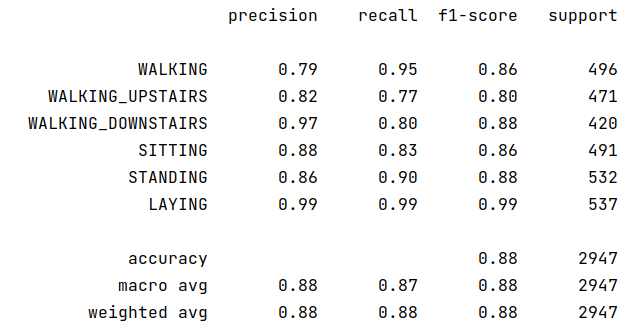 precision recall f1-score support
WALKING 0.79 0.95 0.86 496
WALKING_UPSTAIRS 0.82 0.77 0.80 471
WALKING_DOWNSTAIRS 0.97 0.80 0.88 420
SITTING 0.88 0.83 0.86 491
STANDING 0.86 0.90 0.88 532
LAYING 0.99 0.99 0.99 537
accuracy 0.88 2947
macro avg 0.88 0.87 0.88 2947
weighted avg 0.88 0.88 0.88 2947